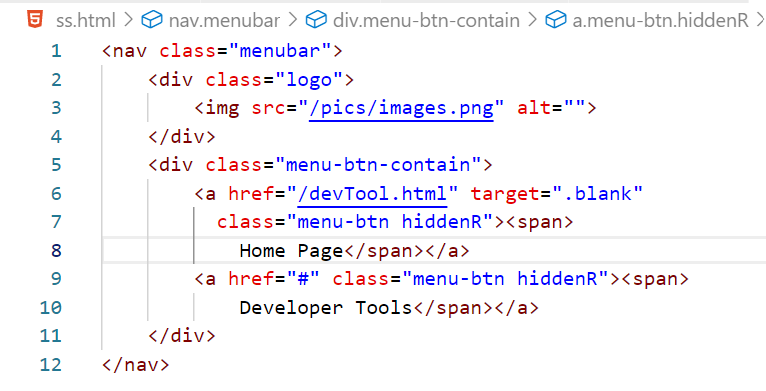 ss.html > nav.menubar > div.menu-btn-contain > a.menu-btn.hiddenR >
1 <nav class="menubar">
2 <div class="logo">
3 <img src="/pics/images.png" alt="">
4 </div>
5 <div class="menu-btn-contain">
6 <a href="/devTool.html" target=".blank"
7 class="menu-btn hiddenR"><span>
8 Home Page</span></a>
9 <a href="#" class="menu-btn hiddenR"><span>
10 Developer Tools</span></a>
11 </div>
12 </nav>